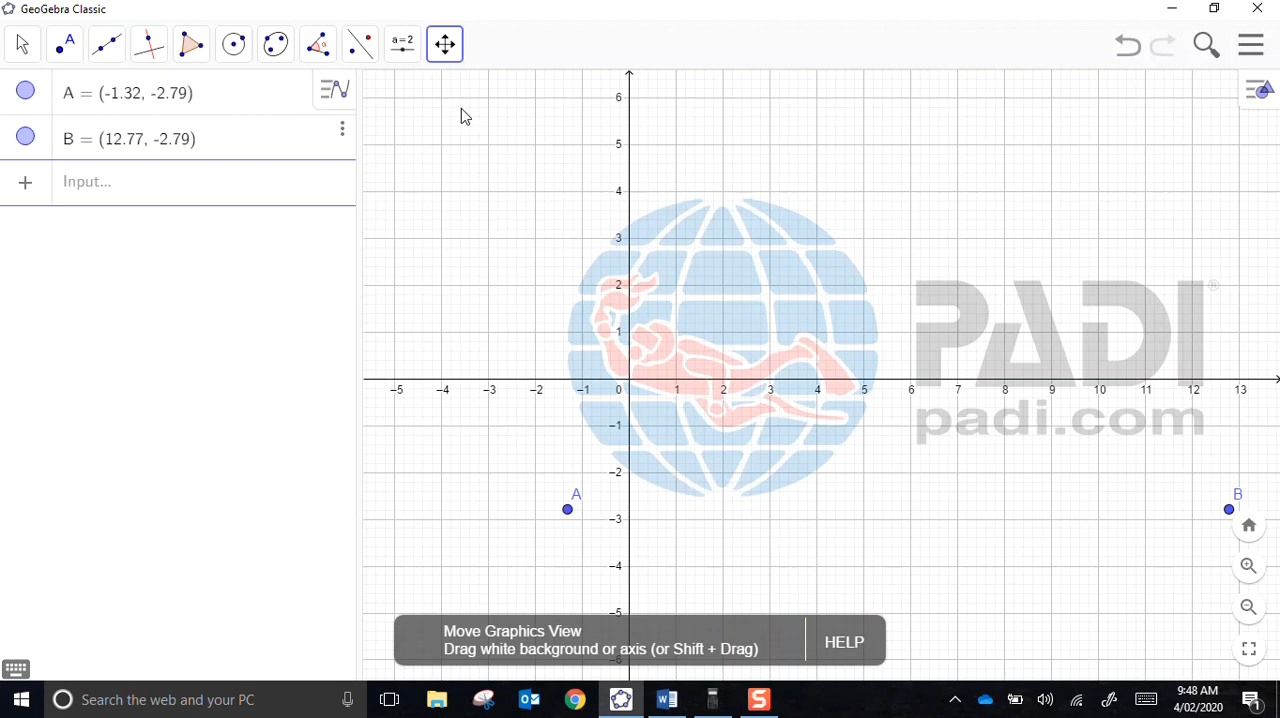 GeoGebra Classic
A
a=2
A = (-1.32, -2.79)
B = (12.77, -2.79)
+ Input...
6
5
4
3
2
1
-5 -4 -3 -2 -1 0 1 2 3 4 5 6 7 8 9 10 11 12 13
-1
-2
-3
-4
-5
-6
PADI®
padi.com
A
B
Move Graphics View
Drag white background or axis (or Shift + Drag)
HELP
Search the web and your PC
9:48 AM
4/02/2020
1